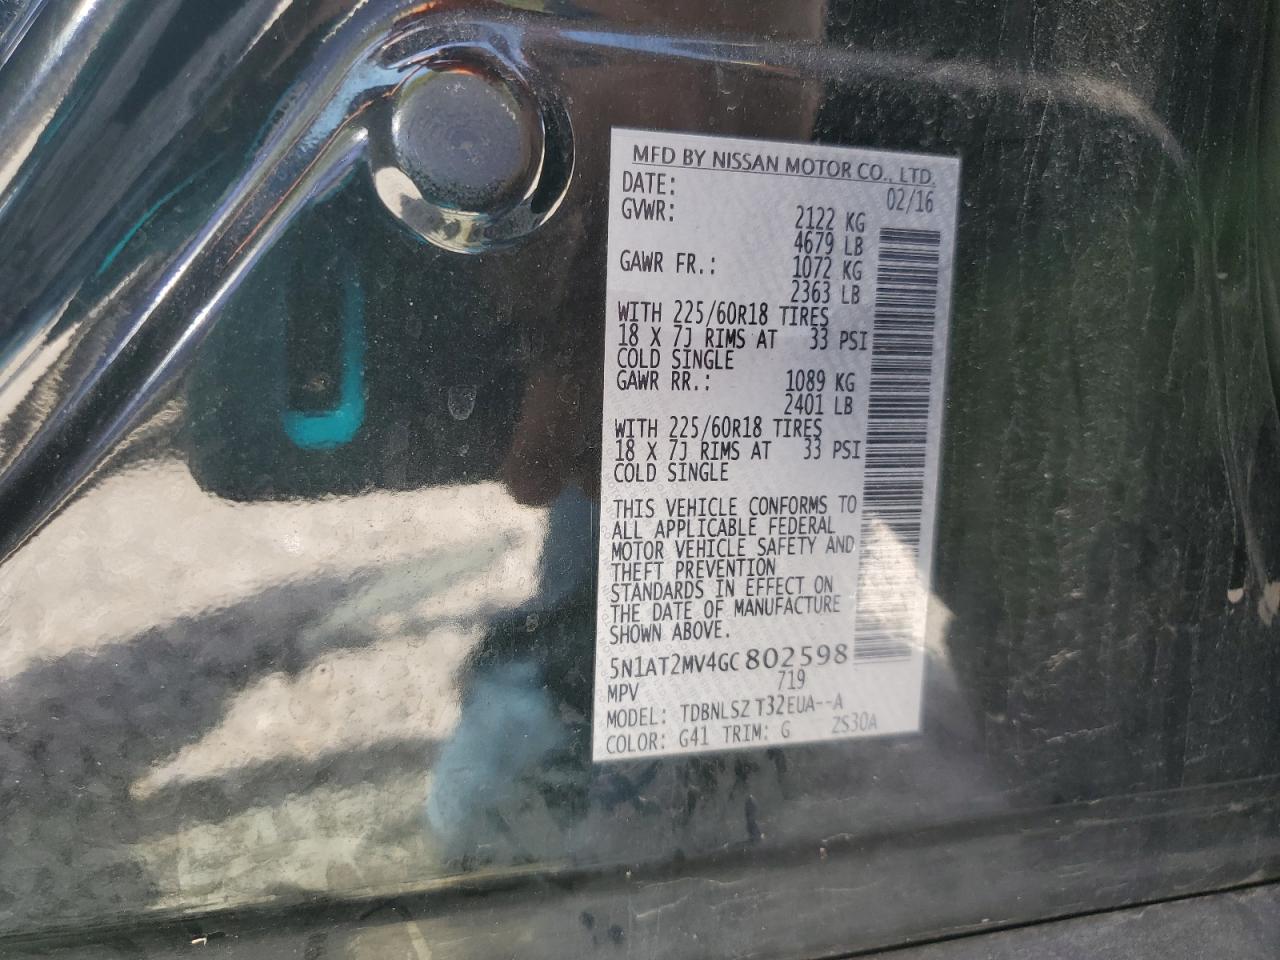 MFD BY NISSAN MOTOR CO., LTD.
DATE: 02/16
GVWR: 2122 KG
4679 LB
GAWR FR.: 1072 KG
2363 LB
WITH 225/60R18 TIRES
18 X 7J RIMS AT 33 PSI
COLD SINGLE
GAWR RR.: 1089 KG
2401 LB
WITH 225/60R18 TIRES
18 X 7J RIMS AT 33 PSI
COLD SINGLE
THIS VEHICLE CONFORMS TO
ALL APPLICABLE FEDERAL
MOTOR VEHICLE SAFETY AND
THEFT PREVENTION
STANDARDS IN EFFECT ON
THE DATE OF MANUFACTURE
SHOWN ABOVE.
5N1AT2MV4GC802598
MPV 719
MODEL: TDBNLSZ T32EUA--A
COLOR: G41 TRIM: G ZS30A